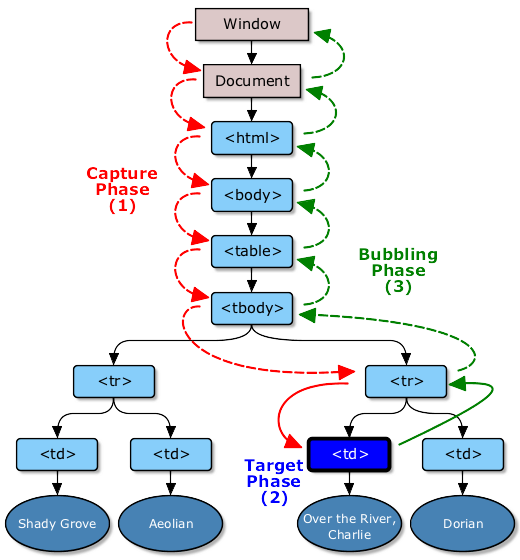 Window
Document
<html>
Capture
Phase
(1)
<body>
<table>
Bubbling
Phase
(3)
<tbody>
<tr>
<tr>
<td>
<td>
<td>
<td>
Target
Phase
(2)
Shady Grove
Aeolian
Over the River,
Charlie
Dorian